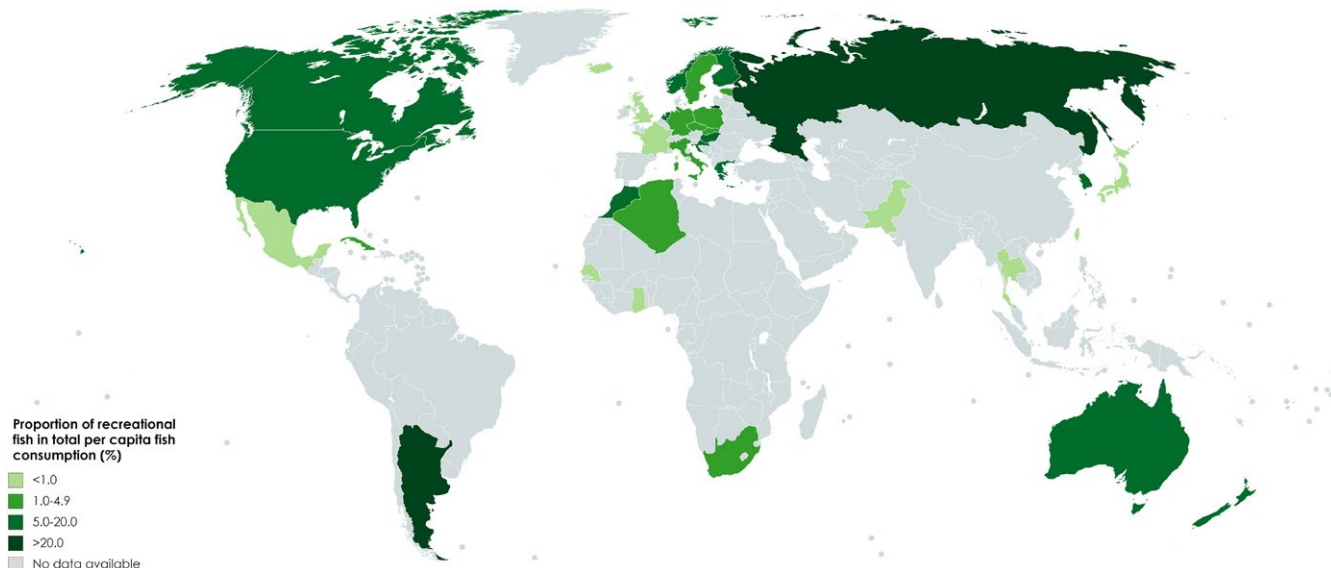 Proportion of recreational
fish in total per capita fish
consumption (%)
<1.0
1.0-4.9
5.0-20.0
>20.0
No data available